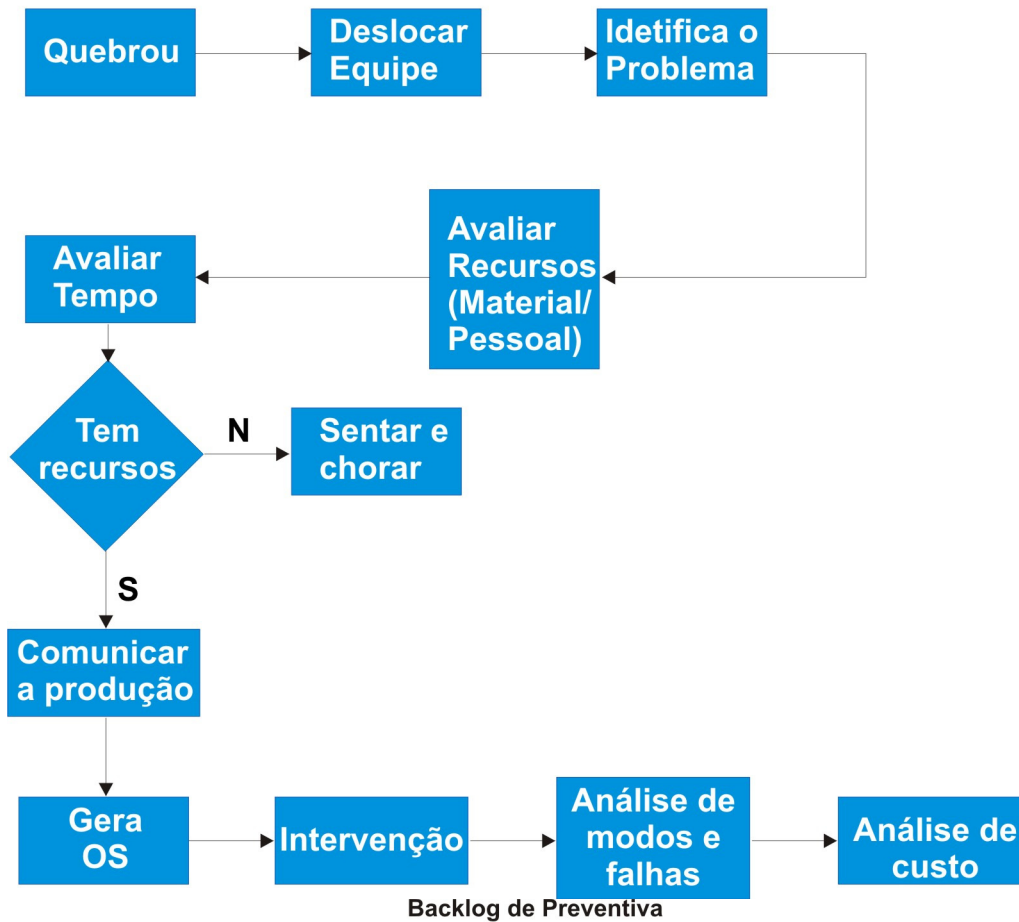 Quebrou
Deslocar
Equipe
Idetifica o
Problema
Avaliar
Recursos
(Material/
Pessoal)
Avaliar
Tempo
Tem
recursos
N
Sentar e
chorar
S
Comunicar
a produção
Gera
OS
Intervenção
Análise de
modos e
falhas
Análise de
custo
Backlog de Preventiva